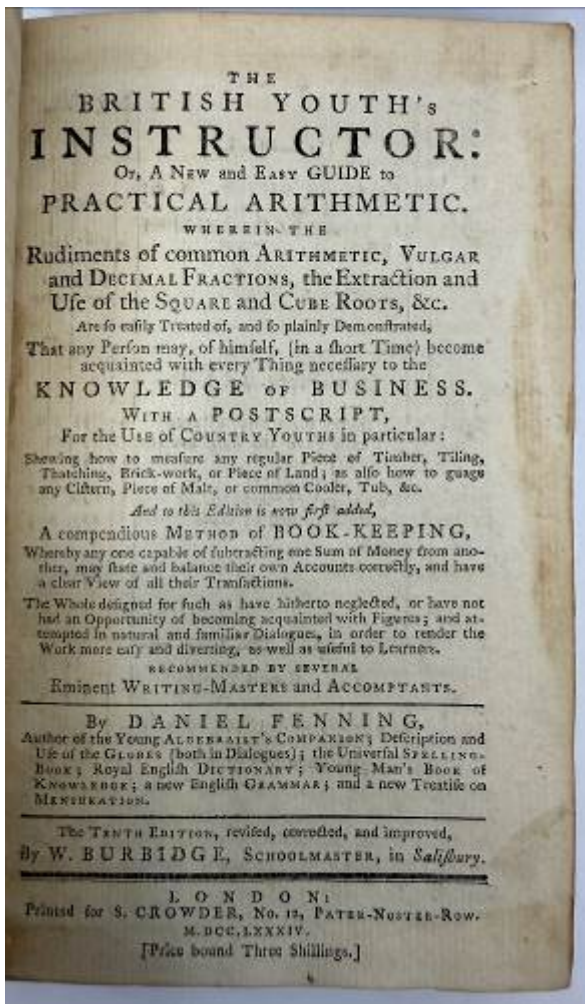 THE
BRITISH YOUTH's
INSTRUCTOR:
Or, A New and Easy GUIDE to
PRACTICAL ARITHMETIC.
WHEREIN THE
Rudiments of common Arithmetic, Vulgar
and Decimal Fractions, the Extraction and
Uſe of the Square and Cube Roots, &c.
Are ſo eaſily Treated of, and ſo plainly Demonſtrated,
That any Perſon may, of himſelf, (in a ſhort Time) become
acquainted with every Thing neceſſary to the
KNOWLEDGE of BUSINESS.
With a POSTSCRIPT,
For the Use of Country Youths in particular:
Shewing how to meaſure any regular Piece of Timber, Tiling,
Thatching, Brick-work, or Piece of Land; as alſo how to guage
any Ciſtern, Piece of Malt, or common Cooler, Tub, &c.
And to this Edition is now firſt added,
A compendious Method of BOOK-KEEPING,
Whereby any one capable of ſubtracting one Sum of Money from ano-
ther, may ſtate and balance their own Accounts correctly, and have
a clear View of all their Tranſactions.
The Whole deſigned for ſuch as have hitherto neglected, or have not
had an Opportunity of becoming acquainted with Figures; and at-
tempted in natural and familiar Dialogues, in order to render the
Work more eaſy and diverting, as well as uſeful to Learners.
RECOMMENDED BY SEVERAL
Eminent Writing-Masters and Accomptants.
By DANIEL FENNING,
Author of the Young Algebraist's Companion; Deſcription and
Uſe of the Globes (both in Dialogues); the Univerſal Spelling-
Book; Royal Engliſh Dictionary; Young Man's Book of
Knowledge; a new Engliſh Grammar; and a new Treatiſe on
Mensuration.
The Tenth Edition, reviſed, corrected, and improved,
By W. BURBIDGE, Schoolmaster, in Saliſbury.
LONDON:
Printed for S. CROWDER, No. 12, Pater-Noster-Row.
M.DCC,LXXXIV.
[Price bound Three Shillings.]